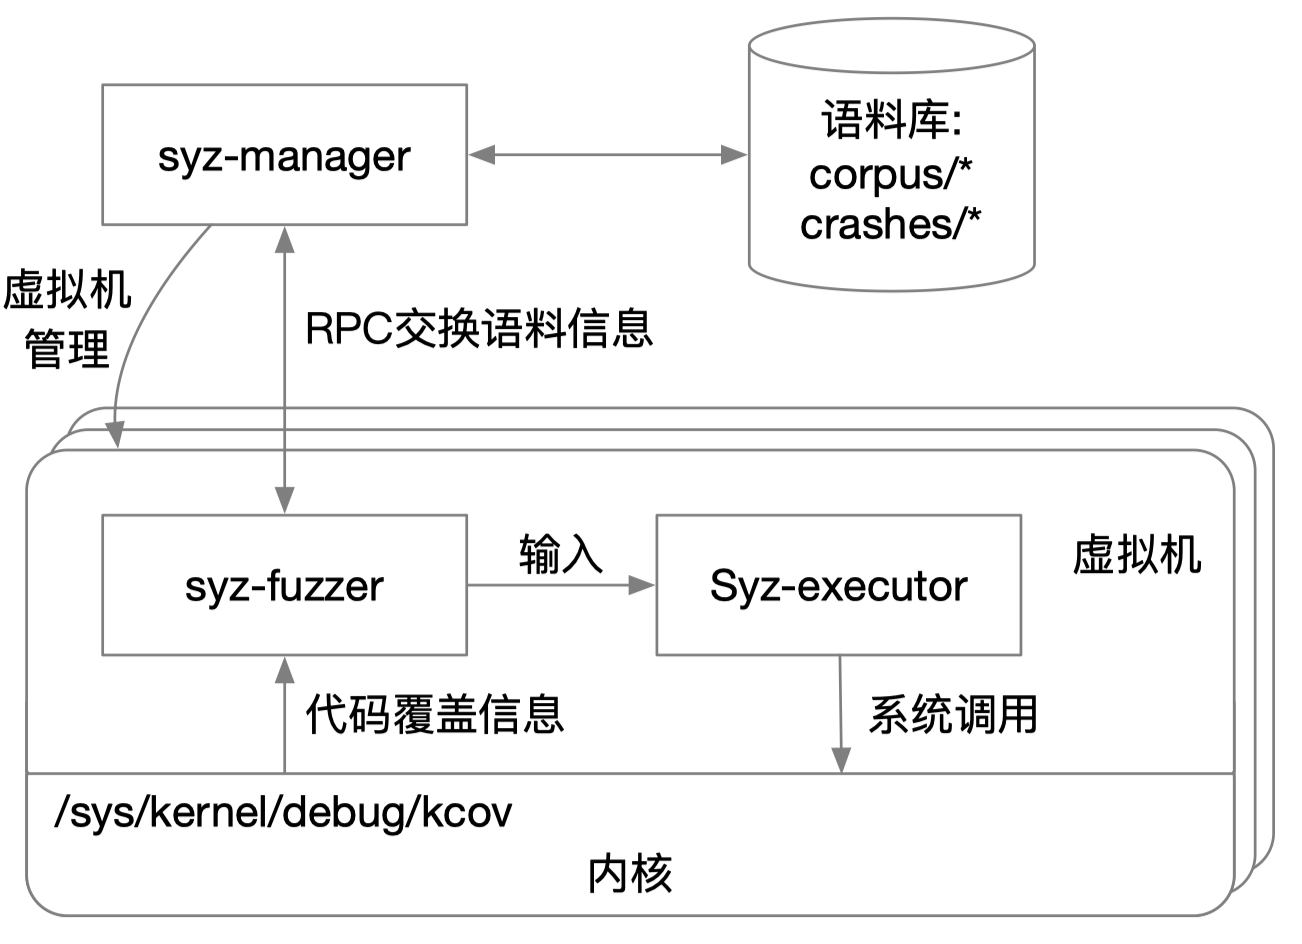 语料库:
corpus/*
crashes/*
syz-manager
虚拟机
管理
RPC交换语料信息
syz-fuzzer
输入
Syz-executor
虚拟机
代码覆盖信息
系统调用
/sys/kernel/debug/kcov
内核